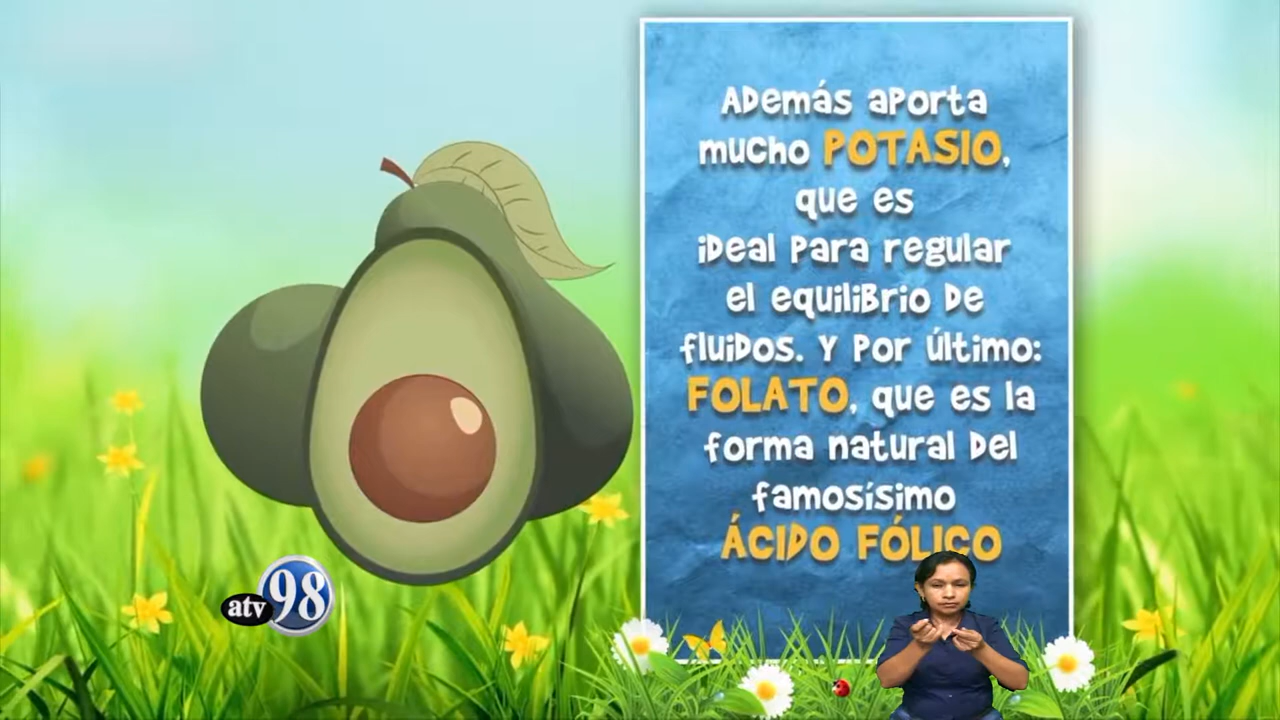 Además aporta
mucho POTASIO,
que es
ideal para regular
el equilibrio de
fluidos. Y por último:
FOLATO, que es la
forma natural del
famosísimo
ÁCIDO FÓLICO
atv 98